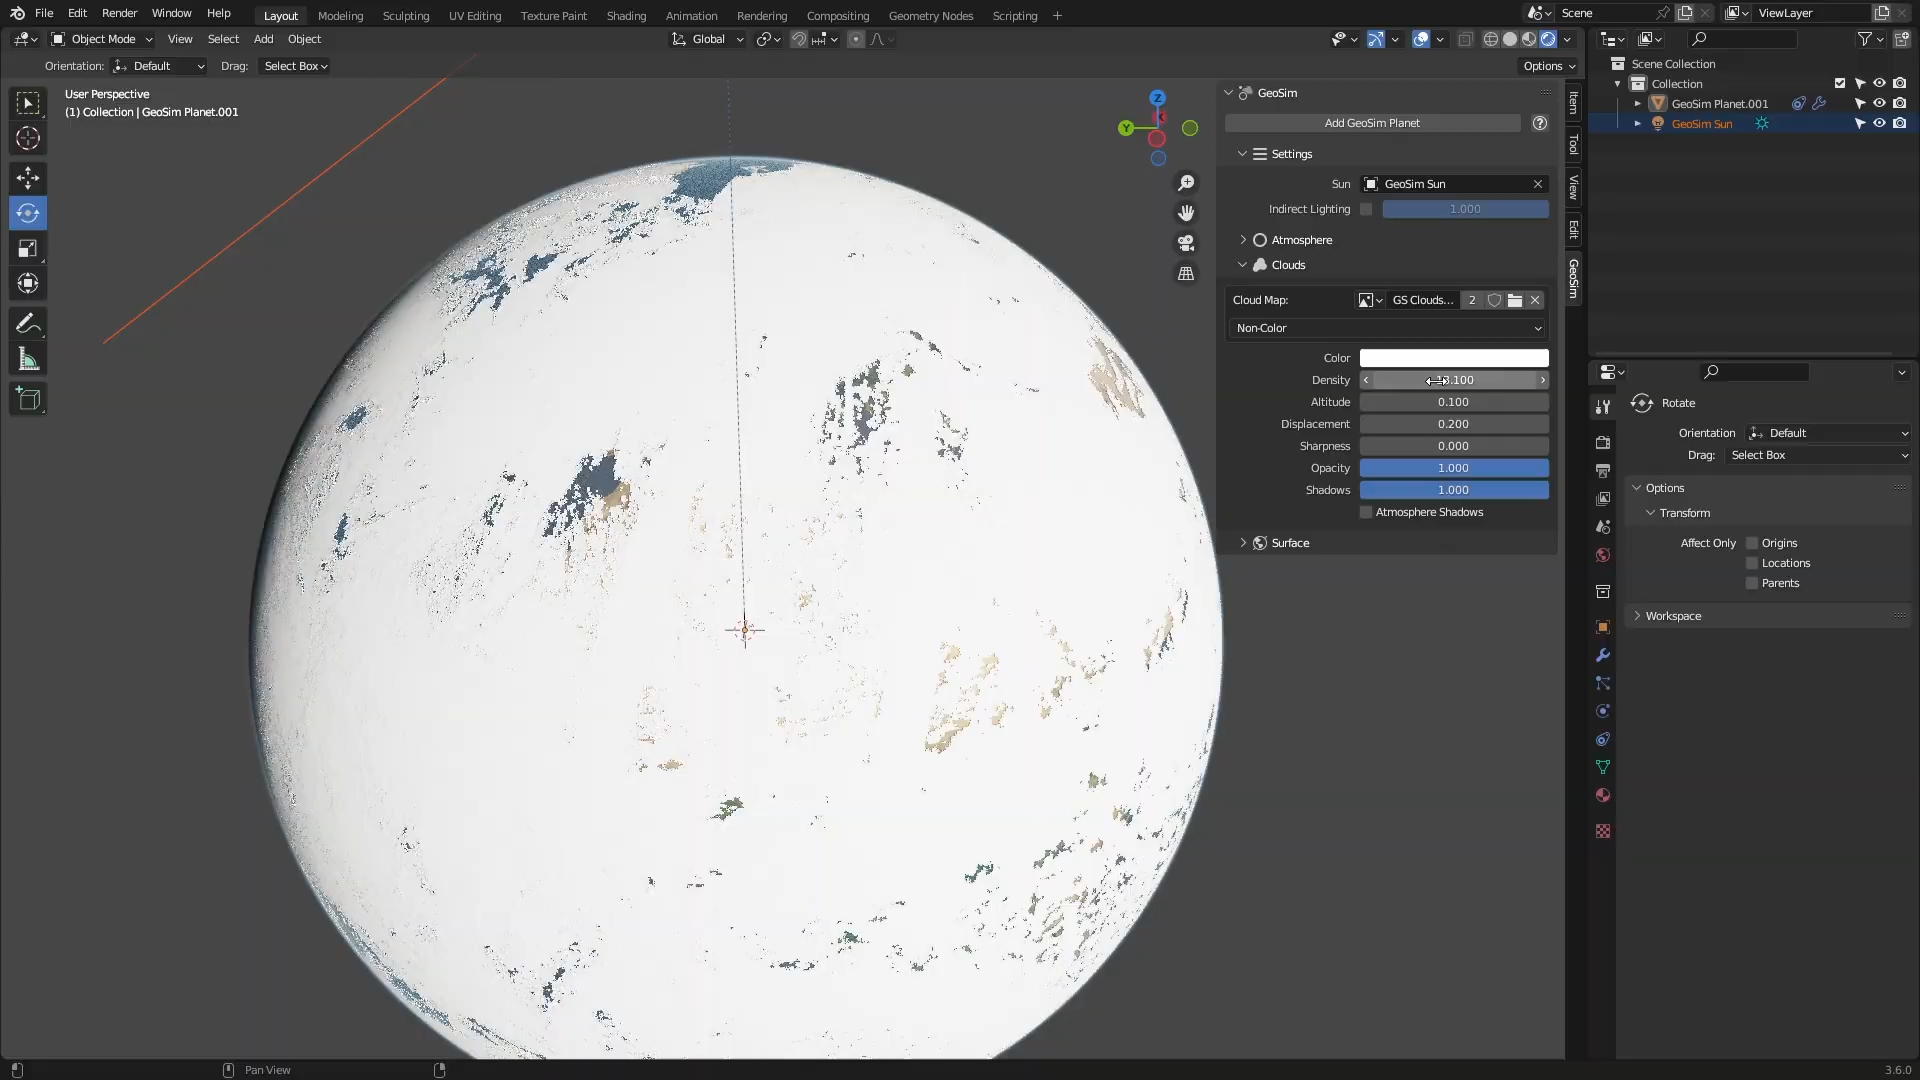 File Edit Render Window Help Layout Modeling Sculpting UV Editing Texture Paint Shading Animation Rendering Compositing Geometry Nodes Scripting + Scene ViewLayer
Object Mode View Select Add Object Global
Orientation: Default Drag: Select Box Options
User Perspective
(1) Collection | GeoSim Planet.001
Z
Y
GeoSim
Add GeoSim Planet
Settings
Sun GeoSim Sun
Indirect Lighting 1.000
Atmosphere
Clouds
Cloud Map: GS Clouds... 2
Non-Color
Color
Density
Altitude 0.100
Displacement 0.200
Sharpness 0.000
Opacity 1.000
Shadows 1.000
Atmosphere Shadows
Surface
Item
Tool
View
Edit
GeoSim
Scene Collection
Collection
GeoSim Planet.001
GeoSim Sun
Rotate
Orientation Default
Drag: Select Box
Options
Transform
Affect Only Origins
Locations
Parents
Workspace
Pan View
3.6.0